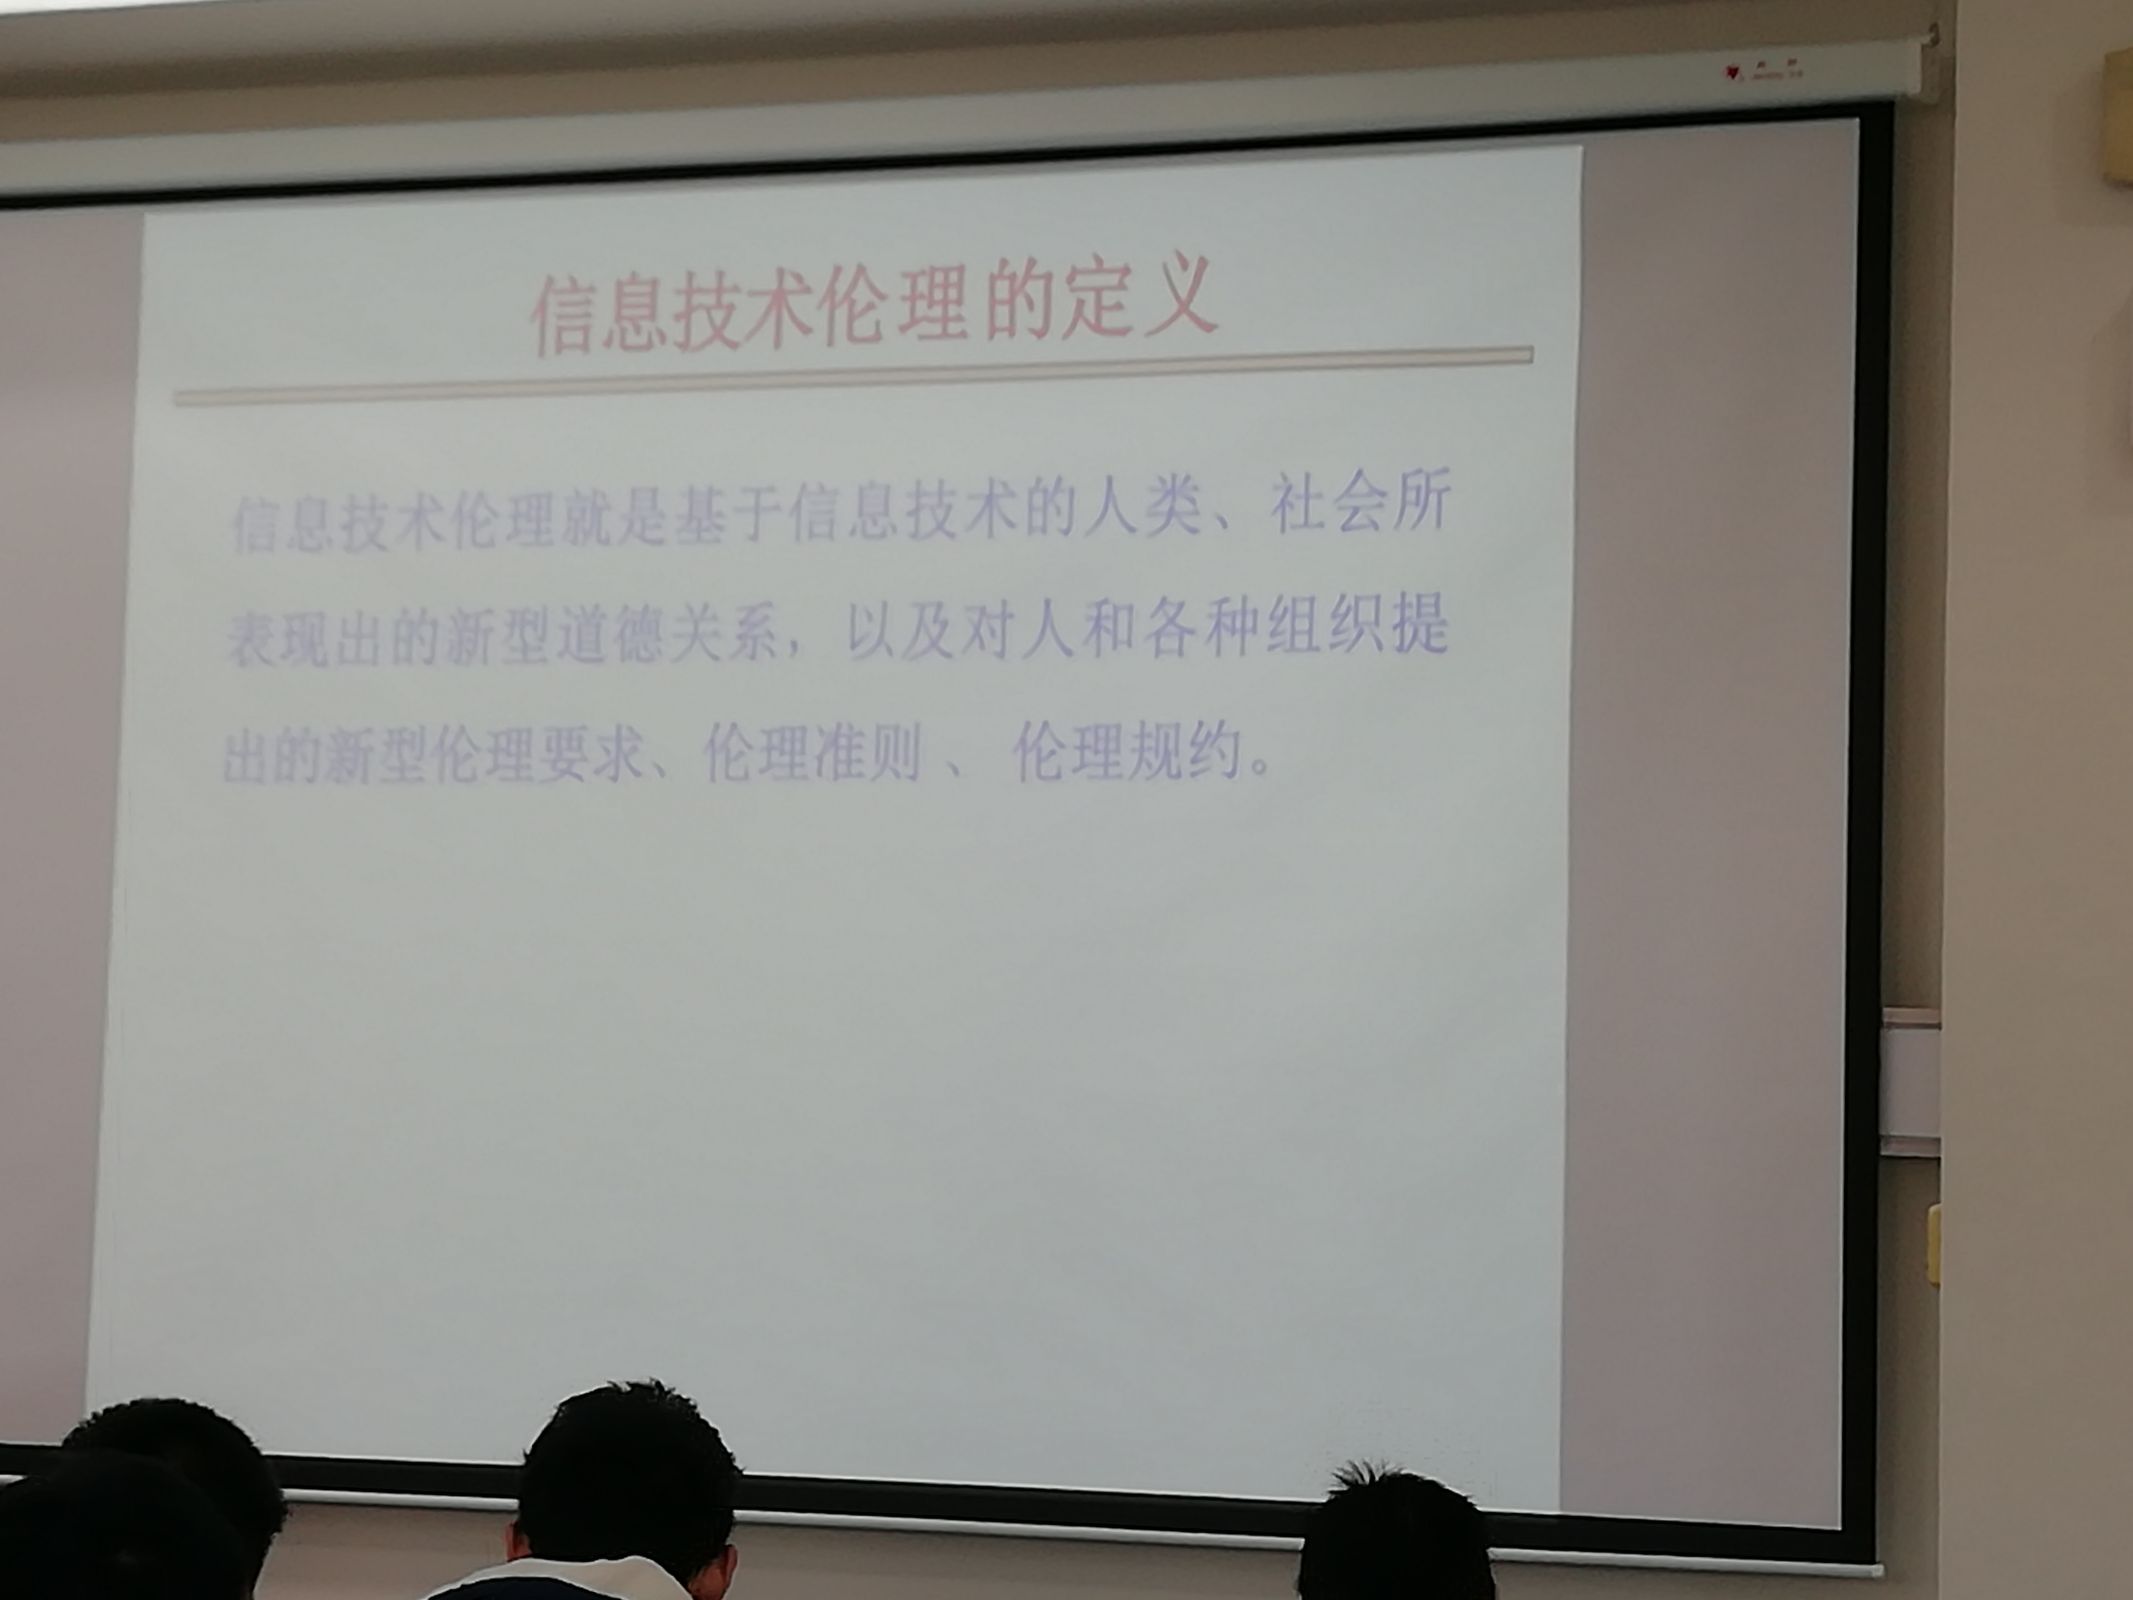 信息技术伦理的定义
信息技术伦理就是基于信息技术的人类、社会所
表现出的新型道德关系，以及对人和各种组织提
出的新型伦理要求、伦理准则 、 伦理规约。